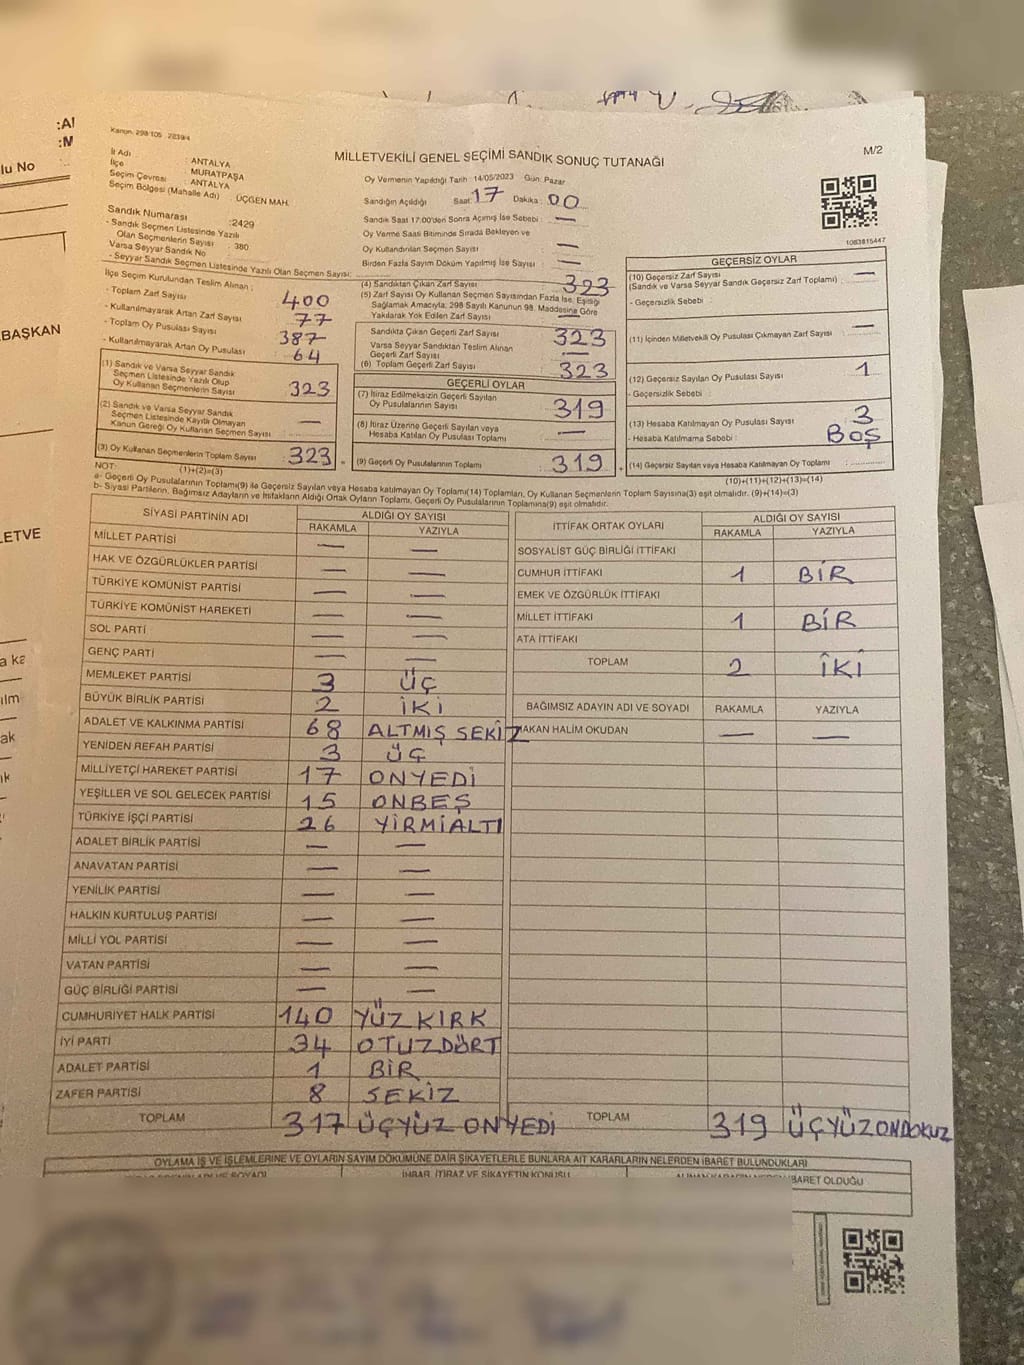 :Aİ
:M
lu No
BAŞKAN
ETVE
a ka
ılm
ak
ık
Kanun: 298/105 2839/4
MİLLETVEKİLİ GENEL SEÇİMİ SANDIK SONUÇ TUTANAĞI
M/2
İl Adı : ANTALYA
İlçe : MURATPAŞA
Seçim Çevresi : ANTALYA
Seçim Bölgesi (Mahalle Adı) : ÜÇGEN MAH.
Sandık Numarası :2429
- Sandık Seçmen Listesinde Yazılı Olan Seçmenlerin Sayısı : 380
Varsa Seyyar Sandık No
- Seyyar Sandık Seçmen Listesinde Yazılı Olan Seçmen Sayısı:
Oy Vermenin Yapıldığı Tarih : 14/05/2023 Gün: Pazar
Sandığın Açıldığı Saat: 17 Dakika: 00
Sandık Saat 17:00'den Sonra Açılmış İse Sebebi : —
Oy Verme Saati Bitiminde Sırada Bekleyen ve
Oy Kullandırılan Seçmen Sayısı : —
Birden Fazla Sayım Döküm Yapılmış İse Sayısı : —
1083815447
İlçe Seçim Kurulundan Teslim Alınan :
- Toplam Zarf Sayısı 400
- Kullanılmayarak Artan Zarf Sayısı 77
- Toplam Oy Pusulası Sayısı 387
- Kullanılmayarak Artan Oy Pusulası 64
(1) Sandık ve Varsa Seyyar Sandık
Seçmen Listesinde Yazılı Olup
Oy Kullanan Seçmenlerin Sayısı 323
(2) Sandık ve Varsa Seyyar Sandık
Seçmen Listesinde Kayıtlı Olmayan
Kanun Gereği Oy Kullanan Seçmen Sayısı —
(3) Oy Kullanan Seçmenlerin Toplam Sayısı : 323
(4) Sandıktan Çıkan Zarf Sayısı : 323
(5) Zarf Sayısı Oy Kullanan Seçmen Sayısından Fazla İse, Eşitliği
Sağlamak Amacıyla; 298 Sayılı Kanunun 98. Maddesine Göre
Yakılarak Yok Edilen Zarf Sayısı : —
Sandıkta Çıkan Geçerli Zarf Sayısı 323
Varsa Seyyar Sandıktan Teslim Alınan
Geçerli Zarf Sayısı —
(6) Toplam Geçerli Zarf Sayısı : 323
GEÇERLİ OYLAR
(7) İtiraz Edilmeksizin Geçerli Sayılan
Oy Pusulalarının Sayısı 319
(8) İtiraz Üzerine Geçerli Sayılan veya
Hesaba Katılan Oy Pusulası Toplamı —
(9) Geçerli Oy Pusulalarının Toplamı : 319
GEÇERSİZ OYLAR
(10) Geçersiz Zarf Sayısı —
(Sandık ve Varsa Seyyar Sandık Geçersiz Zarf Toplamı) :
- Geçersizlik Sebebi :
(11) İçinden Milletvekili Oy Pusulası Çıkmayan Zarf Sayısı —
(12) Geçersiz Sayılan Oy Pusulası Sayısı : 1
- Geçersizlik Sebebi :
(13) Hesaba Katılmayan Oy Pusulası Sayısı : 3
- Hesaba Katılmama Sebebi : BOŞ
(14) Geçersiz Sayılan veya Hesaba Katılmayan Oy Toplamı
(10)+(11)+(12)+(13)=(14)
NOT: (1)+(2)=(3)
a- Geçerli Oy Pusulalarının Toplamı(9) ile Geçersiz Sayılan veya Hesaba katılmayan Oy Toplamı(14) Toplamları, Oy Kullanan Seçmenlerin Toplam Sayısına(3) eşit olmalıdır. (9)+(14)=(3)
b- Siyasi Partilerin, Bağımsız Adayların ve İttifakların Aldığı Ortak Oyların Toplamı, Geçerli Oy Pusulalarının Toplamına(9) eşit olmalıdır.
SİYASİ PARTİNİN ADI ALDIĞI OY SAYISI
RAKAMLA YAZIYLA
MİLLET PARTİSİ — —
HAK VE ÖZGÜRLÜKLER PARTİSİ — —
TÜRKİYE KOMÜNİST PARTİSİ — —
TÜRKİYE KOMÜNİST HAREKETİ — —
SOL PARTİ — —
GENÇ PARTİ — —
MEMLEKET PARTİSİ 3 ÜÇ
BÜYÜK BİRLİK PARTİSİ 2 İKİ
ADALET VE KALKINMA PARTİSİ 68 ALTMIŞ SEKİZ
YENİDEN REFAH PARTİSİ 3 ÜÇ
MİLLİYETÇİ HAREKET PARTİSİ 17 ONYEDİ
YEŞİLLER VE SOL GELECEK PARTİSİ 15 ONBEŞ
TÜRKİYE İŞÇİ PARTİSİ 26 YİRMİALTI
ADALET BİRLİK PARTİSİ — —
ANAVATAN PARTİSİ — —
YENİLİK PARTİSİ — —
HALKIN KURTULUŞ PARTİSİ — —
MİLLİ YOL PARTİSİ — —
VATAN PARTİSİ — —
GÜÇ BİRLİĞİ PARTİSİ — —
CUMHURİYET HALK PARTİSİ 140 YÜZ KIRK
İYİ PARTİ 34 OTUZDÖRT
ADALET PARTİSİ 1 BİR
ZAFER PARTİSİ 8 SEKİZ
TOPLAM 317 ÜÇYÜZ ONYEDİ
İTTİFAK ORTAK OYLARI ALDIĞI OY SAYISI
RAKAMLA YAZIYLA
SOSYALİST GÜÇ BİRLİĞİ İTTİFAKI
CUMHUR İTTİFAKI 1 BİR
EMEK VE ÖZGÜRLÜK İTTİFAKI
MİLLET İTTİFAKI 1 BİR
ATA İTTİFAKI
TOPLAM 2 İKİ
BAĞIMSIZ ADAYIN ADI VE SOYADI RAKAMLA YAZIYLA
HAKAN HALİM OKUDAN — —
TOPLAM 319 ÜÇYÜZONDOKUZ
OYLAMA İŞ VE İŞLEMLERİNE VE OYLARIN SAYIM DÖKÜMÜNE DAİR ŞİKAYETLERLE BUNLARA AİT KARARLARIN NELERDEN İBARET BULUNDUKLARI
İHBAR, İTİRAZ VE ŞİKAYETİN KONUSU
İBARET OLDUĞU